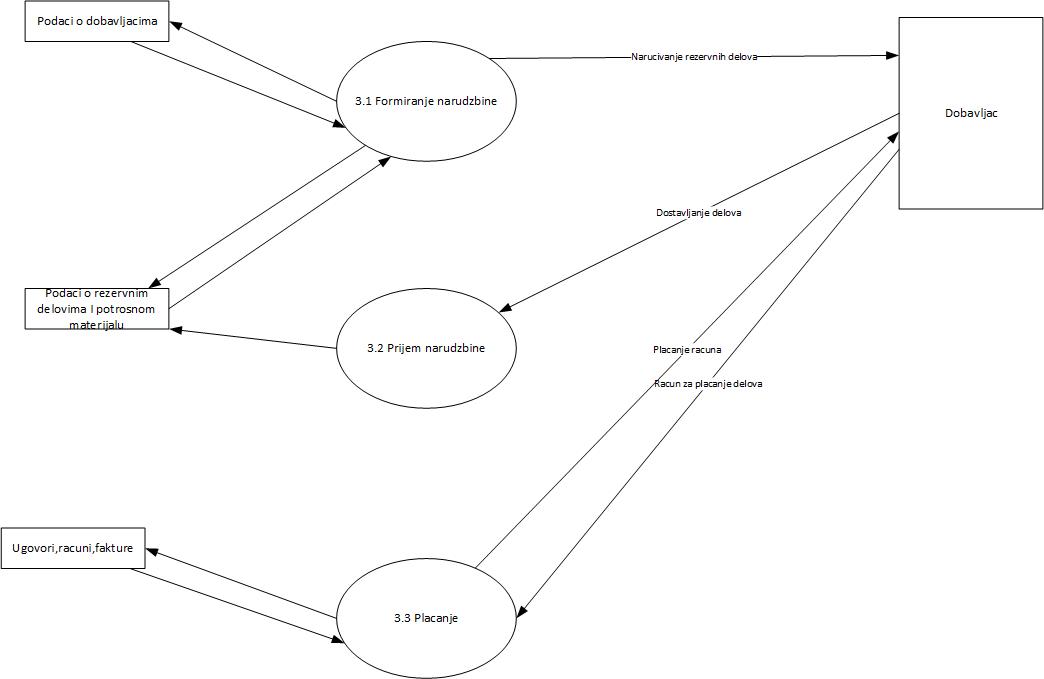 Podaci o dobavljacima
3.1 Formiranje narudzbine
Narucivanje rezervnih delova
Dobavljac
Dostavljanje delova
Podaci o rezervnim
delovima I potrosnom
materijalu
3.2 Prijem narudzbine
Placanje racuna
Racun za placanje delova
Ugovori,racuni,fakture
3.3 Placanje